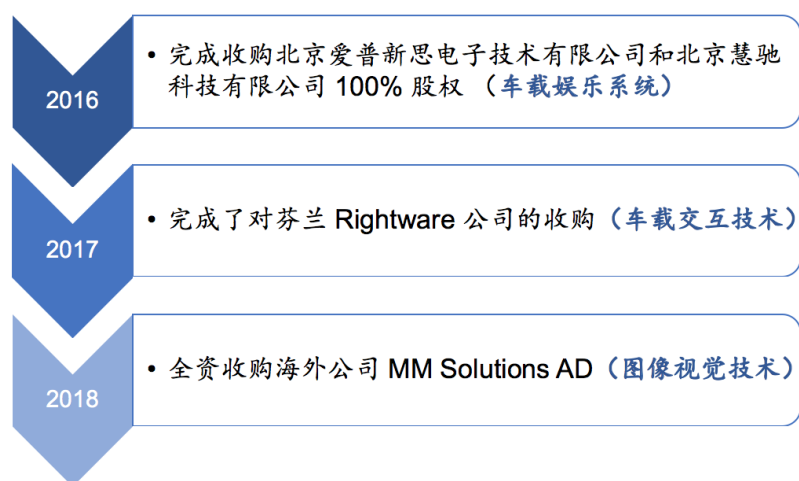 2016
• 完成收购北京爱普新思电子技术有限公司和北京慧驰
科技有限公司 100% 股权 （车载娱乐系统）
2017
• 完成了对芬兰 Rightware 公司的收购（车载交互技术）
2018
• 全资收购海外公司 MM Solutions AD（图像视觉技术）